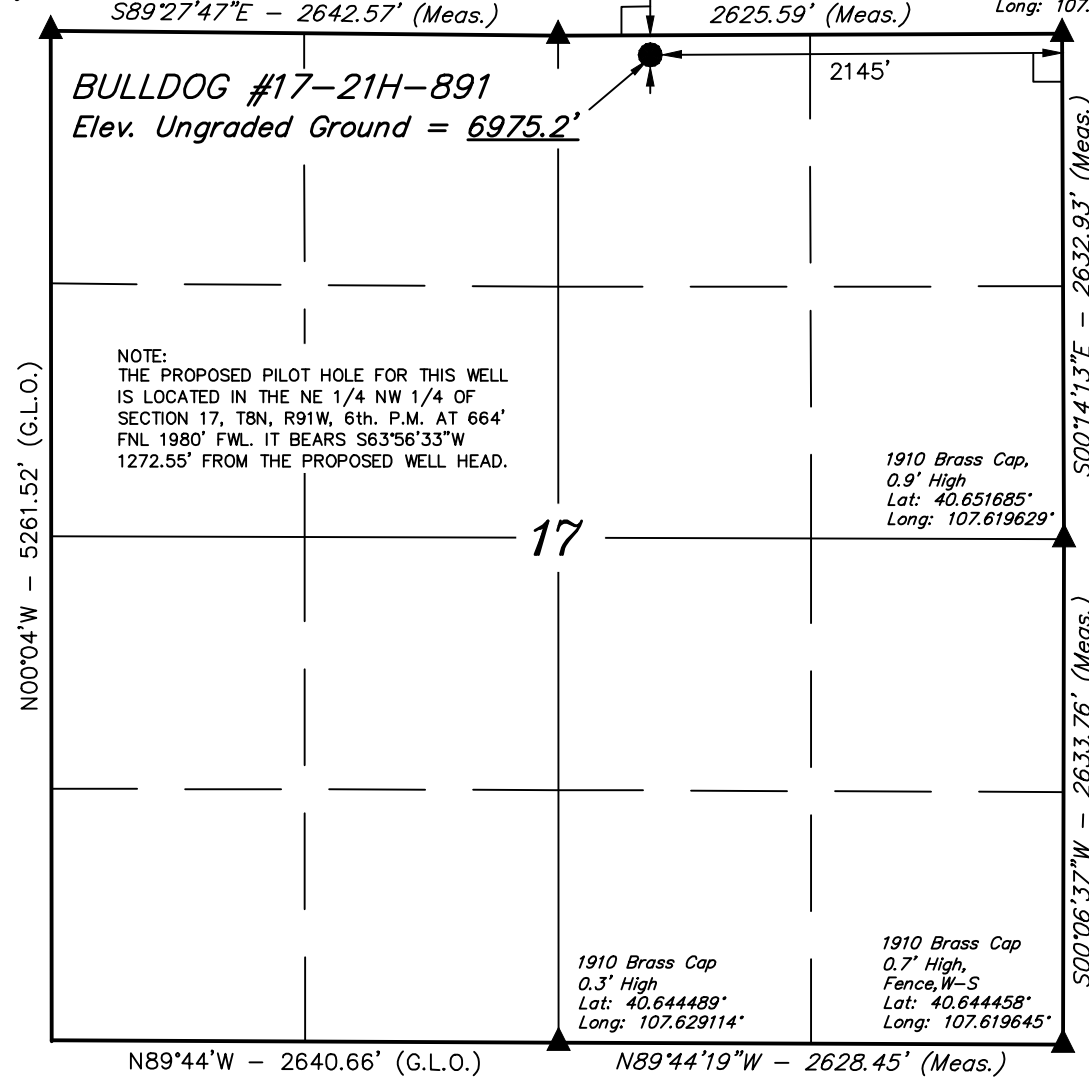 S89°27'47"E - 2642.57' (Meas.)
2625.59' (Meas.)
Long: 107.
2145'
BULLDOG #17-21H-891
Elev. Ungraded Ground = 6975.2'
S00°14'13"E - 2632.93' (Meas.)
NOTE:
THE PROPOSED PILOT HOLE FOR THIS WELL
IS LOCATED IN THE NE 1/4 NW 1/4 OF
SECTION 17, T8N, R91W, 6th. P.M. AT 664'
FNL 1980' FWL. IT BEARS S63°56'33"W
1272.55' FROM THE PROPOSED WELL HEAD.
N00°04'W - 5261.52' (G.L.O.)
1910 Brass Cap,
0.9' High
Lat: 40.651685°
Long: 107.619629°
17
S00°06'37"W - 2633.76' (Meas.)
1910 Brass Cap
0.3' High
Lat: 40.644489°
Long: 107.629114°
1910 Brass Cap
0.7' High,
Fence,W-S
Lat: 40.644458°
Long: 107.619645°
N89°44'W - 2640.66' (G.L.O.)
N89°44'19"W - 2628.45' (Meas.)